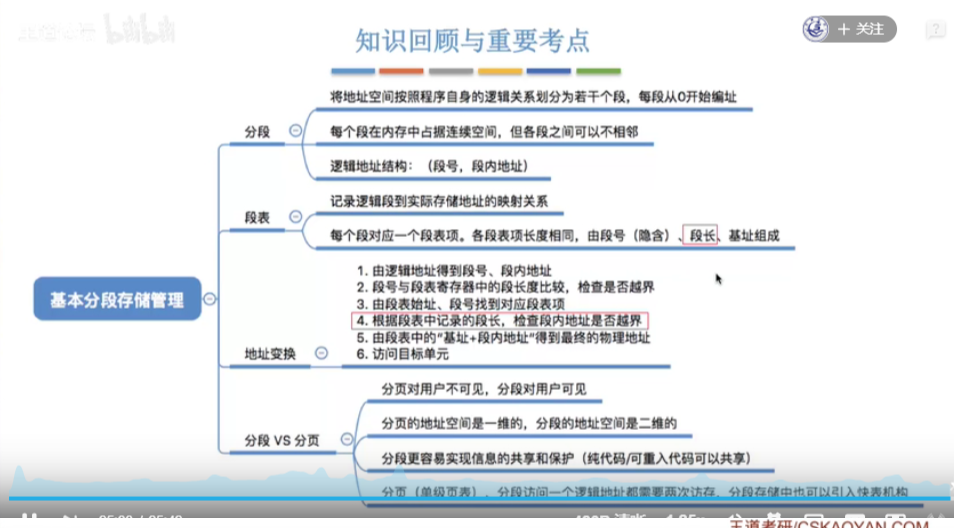 bilibili
+ 关注
知识回顾与重要考点
将地址空间按照程序自身的逻辑关系划分为若干个段，每段从0开始编址
分段
每个段在内存中占据连续空间，但各段之间可以不相邻
逻辑地址结构：（段号，段内地址）
记录逻辑段到实际存储地址的映射关系
段表
每个段对应一个段表项。各段表项长度相同，由段号（隐含）、段长、基址组成
基本分段存储管理
1. 由逻辑地址得到段号、段内地址
2. 段号与段表寄存器中的段长度比较，检查是否越界
3. 由段表始址、段号找到对应段表项
4. 根据段表中记录的段长，检查段内地址是否越界
5. 由段表中的“基址+段内地址”得到最终的物理地址
6. 访问目标单元
地址变换
分页对用户不可见，分段对用户可见
分页的地址空间是一维的，分段的地址空间是二维的
分段 VS 分页
分段更容易实现信息的共享和保护（纯代码/可重入代码可以共享）
分页（单级页表）、分段访问一个逻辑地址都需要两次访存，分段存储中也可以引入快表机构
王道考研/CSKAOYAN.COM